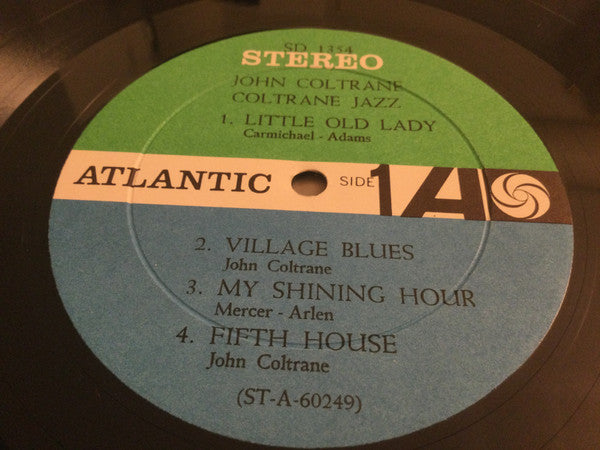 SD 1354
STEREO
JOHN COLTRANE
COLTRANE JAZZ
1. LITTLE OLD LADY
Carmichael - Adams
ATLANTIC SIDE 1 A
2. VILLAGE BLUES
John Coltrane
3. MY SHINING HOUR
Mercer - Arlen
4. FIFTH HOUSE
John Coltrane
(ST-A-60249)